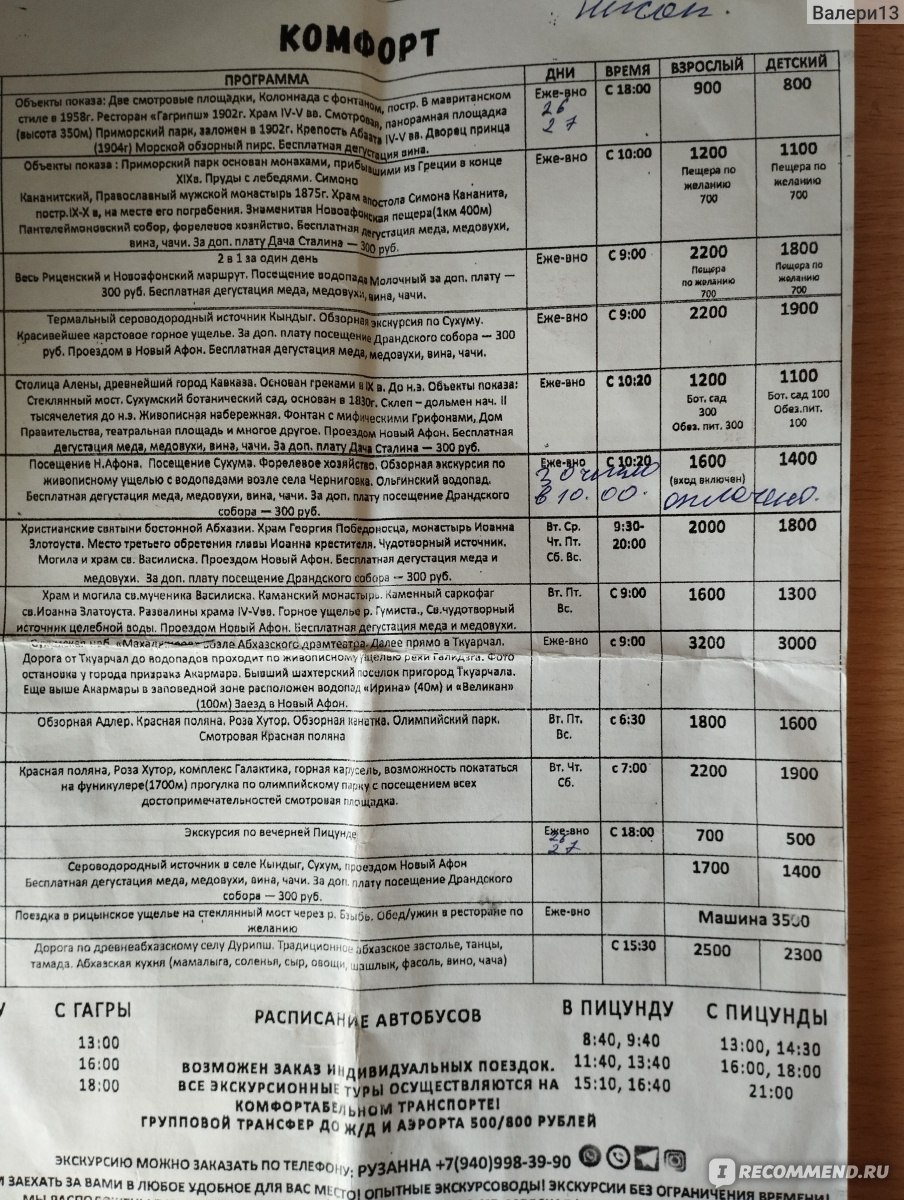 Валери13
КОМФОРТ
ПРОГРАММА
ДНИ
ВРЕМЯ
ВЗРОСЛЫЙ
ДЕТСКИЙ
Объекты показа: Две смотровые площадки, Колоннада с фонтаном, постр. В мавританском
стиле в 1958г. Ресторан «Гагрипш» 1902г. Храм IV-V вв. Смотровая, панорамная площадка
(высота 350м) Приморский парк, заложен в 1902г. Крепость Абаата IV-V вв. Дворец принца
(1904г) Морской обзорный пирс. Бесплатная дегустация вина.
Еже-вно
26
27
С 18:00
900
800
Объекты показа : Приморский парк основан монахами, прибывшими из Греции в конце
XIXв. Пруды с лебедями. Симоно
Кананитский, Православный мужской монастырь 1875г. Храм апостола Симона Кананита,
постр.IX-X в, на месте его погребения. Знаменитая Новоафонская пещера(1км 400м)
Пантелеймоновский собор, форелевое хозяйство. Бесплатная дегустация меда, медовухи,
вина, чачи. За доп. плату Дача Сталина — 300 руб.
Еже-вно
С 10:00
1200
Пещера по
желанию
700
1100
Пещера по
желанию
700
2 в 1 за один день
Весь Риценский и Новоафонский маршрут. Посещение водопада Молочный за доп. плату —
300 руб. Бесплатная дегустация меда, медовухи, вина, чачи.
Еже-вно
С 9:00
2200
Пещера
по желанию
700
1800
Пещера по
желанию
700
Термальный сероводородный источник Кындыг. Обзорная экскурсия по Сухуму.
Красивейшее карстовое горное ущелье. За доп. плату посещение Драндского собора — 300
руб. Проездом в Новый Афон. Бесплатная дегустация меда, медовухи, вина, чачи.
Еже-вно
С 9:00
2200
1900
Столица Алены, древнейший город Кавказа. Основан греками в IX в. До н.э. Объекты показа:
Стеклянный мост. Сухумский ботанический сад, основан в 1830г. Склеп – дольмен нач. II
тысячелетия до н.э. Живописная набережная. Фонтан с мифическими Грифонами, Дом
Правительства, театральная площадь и многое другое. Проездом Новый Афон. Бесплатная
дегустация меда, медовухи, вина, чачи. За доп. плату Дача Сталина — 300 руб.
Еже-вно
С 10:20
1200
Бот. сад
300
Обез. пит. 300
1100
Бот. сад 100
Обез.пит.
100
Посещение Н.Афона. Посещение Сухума. Форелевое хозяйство. Обзорная экскурсия по
живописному ущелью с водопадами возле села Черниговка. Ольгинский водопад.
Бесплатная дегустация меда, медовухи, вина, чачи. За доп. плату посещение Драндского
собора — 300 руб.
Еже-вно
С 10:20
в 10.00.
1600
(вход включен)
оплачено.
1400
Христианские святыни бостонной Абхазии. Храм Георгия Победоносца, монастырь Иоанна
Злотоуста. Место третьего обретения главы Иоанна крестителя. Чудотворный источник.
Могила и храм св. Василиска. Проездом Новый Афон. Бесплатная дегустация меда и
медовухи. За доп. плату посещение Драндского собора — 300 руб.
Вт. Ср.
Чт. Пт.
Сб. Вс.
9:30-
20:00
2000
1800
Храм и могила св.мученика Василиска. Каманский монастырь. Каменный саркофаг
св.Иоанна Златоуста. Развалины храма IV-Vвв. Горное ущелье р. Гумиста., Св.чудотворный
источник целебной воды. Проездом Новый Афон. Бесплатная дегустация меда и медовухи.
Вт. Пт.
Вс.
С 9:00
1600
1300
возле Абхазского драмтеатра. Далее прямо в Ткуарчал.
Дорога от Ткуарчал до водопадов проходит по живописному ущелью реки Галидзга. Фото
остановка у города призрака Акармара. Бывший шахтерский поселок пригород Ткуарчала.
Еще выше Акармары в заповедной зоне расположен водопад «Ирина» (40м) и «Великан»
(100м) Заезд в Новый Афон.
Еже-вно
с 9:00
3200
3000
Обзорная Адлер. Красная поляна. Роза Хутор. Обзорная канатка. Олимпийский парк.
Смотровая Красная поляна
Вт. Пт.
Вс.
с 6:30
1800
1600
Красная поляна, Роза Хутор, комплекс Галактика, горная карусель, возможность покататься
на фуникулере(1700м) прогулка по олимпийскому парку с посещением всех
достопримечательностей смотровая площадка.
Вт. Чт.
Сб.
с 7:00
2200
1900
Экскурсия по вечерней Пицунде
Еже-вно
26
27
С 18:00
700
500
Сероводородный источник в селе Кындыг, Сухум, проездом Новый Афон
Бесплатная дегустация меда, медовухи, вина, чачи. За доп. плату посещение Драндского
собора — 300 руб.
1700
1400
Поездка в рицынское ущелье на стеклянный мост через р. Бзыбь. Обед/ужин в ресторане по
желанию
Еже-вно
Машина 3500
Дорога по древнеабхазскому селу Дурипш. Традиционное абхазское застолье, танцы,
тамада. Абхазская кухня (мамалыга, соленья, сыр, овощи, шашлык, фасоль, вино, чача)
С 15:30
2500
2300
С ГАГРЫ
13:00
16:00
18:00
РАСПИСАНИЕ АВТОБУСОВ
В ПИЦУНДУ
8:40, 9:40
11:40, 13:40
15:10, 16:40
С ПИЦУНДЫ
13:00, 14:30
16:00, 18:00
21:00
ВОЗМОЖЕН ЗАКАЗ ИНДИВИДУАЛЬНЫХ ПОЕЗДОК.
ВСЕ ЭКСКУРСИОННЫЕ ТУРЫ ОСУЩЕСТВЛЯЮТСЯ НА
КОМФОРТАБЕЛЬНОМ ТРАНСПОРТЕ!
ГРУППОВОЙ ТРАНСФЕР ДО Ж/Д И АЭРОПОРТА 500/800 РУБЛЕЙ
ЭКСКУРСИЮ МОЖНО ЗАКАЗАТЬ ПО ТЕЛЕФОНУ: РУЗАННА +7(940)998-39-90
ЗАЕХАТЬ ЗА ВАМИ В ЛЮБОЕ УДОБНОЕ ДЛЯ ВАС МЕСТО! ОПЫТНЫЕ ЭКСКУРСОВОДЫ! ЭКСКУРСИИ БЕЗ ОГРАНИЧЕНИЯ ВРЕМЕНИ
IRECOMMEND.RU